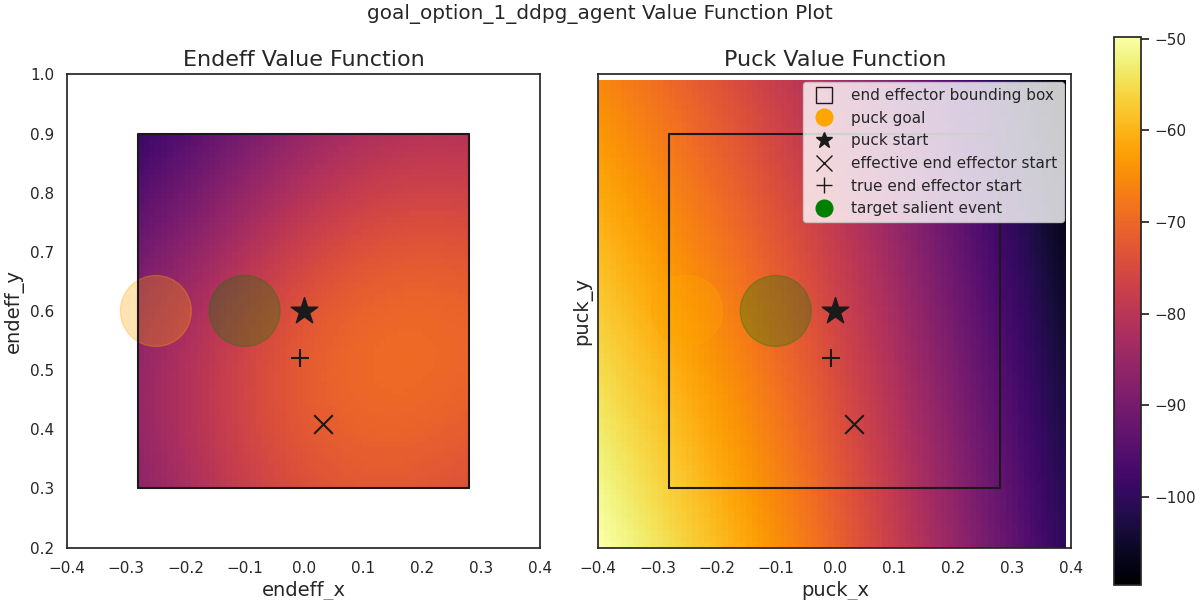 goal_option_1_ddpg_agent Value Function Plot
Endeff Value Function
1.0
0.9
0.8
0.7
0.6
0.5
0.4
0.3
0.2
endeff_y
−0.4 −0.3 −0.2 −0.1 0.0 0.1 0.2 0.3 0.4
endeff_x
Puck Value Function
end effector bounding box
puck goal
puck start
effective end effector start
true end effector start
target salient event
puck_y
−0.4 −0.3 −0.2 −0.1 0.0 0.1 0.2 0.3 0.4
puck_x
−50
−60
−70
−80
−90
−100